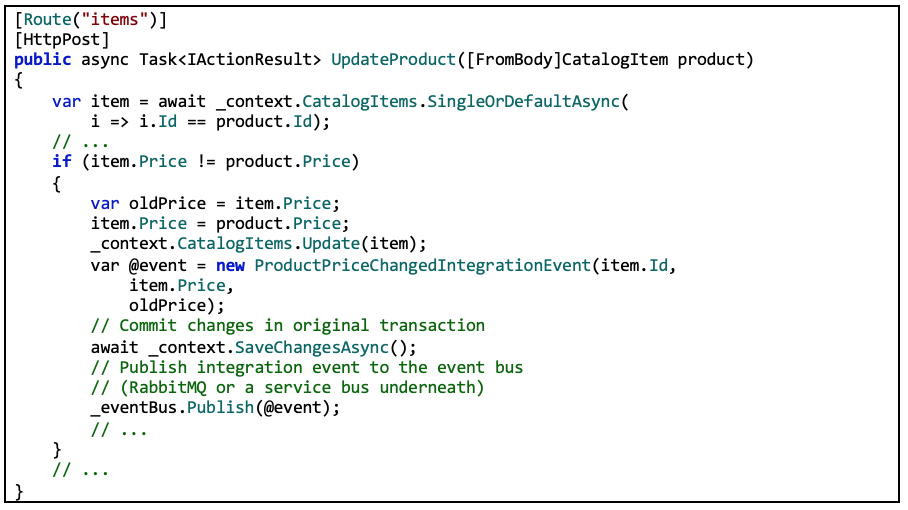 [Route("items")]
[HttpPost]
public async Task<IActionResult> UpdateProduct([FromBody]CatalogItem product)
{
    var item = await _context.CatalogItems.SingleOrDefaultAsync(
        i => i.Id == product.Id);
    // ...
    if (item.Price != product.Price)
    {
        var oldPrice = item.Price;
        item.Price = product.Price;
        _context.CatalogItems.Update(item);
        var @event = new ProductPriceChangedIntegrationEvent(item.Id,
            item.Price,
            oldPrice);
        // Commit changes in original transaction
        await _context.SaveChangesAsync();
        // Publish integration event to the event bus
        // (RabbitMQ or a service bus underneath)
        _eventBus.Publish(@event);
        // ...
    }
    // ...
}